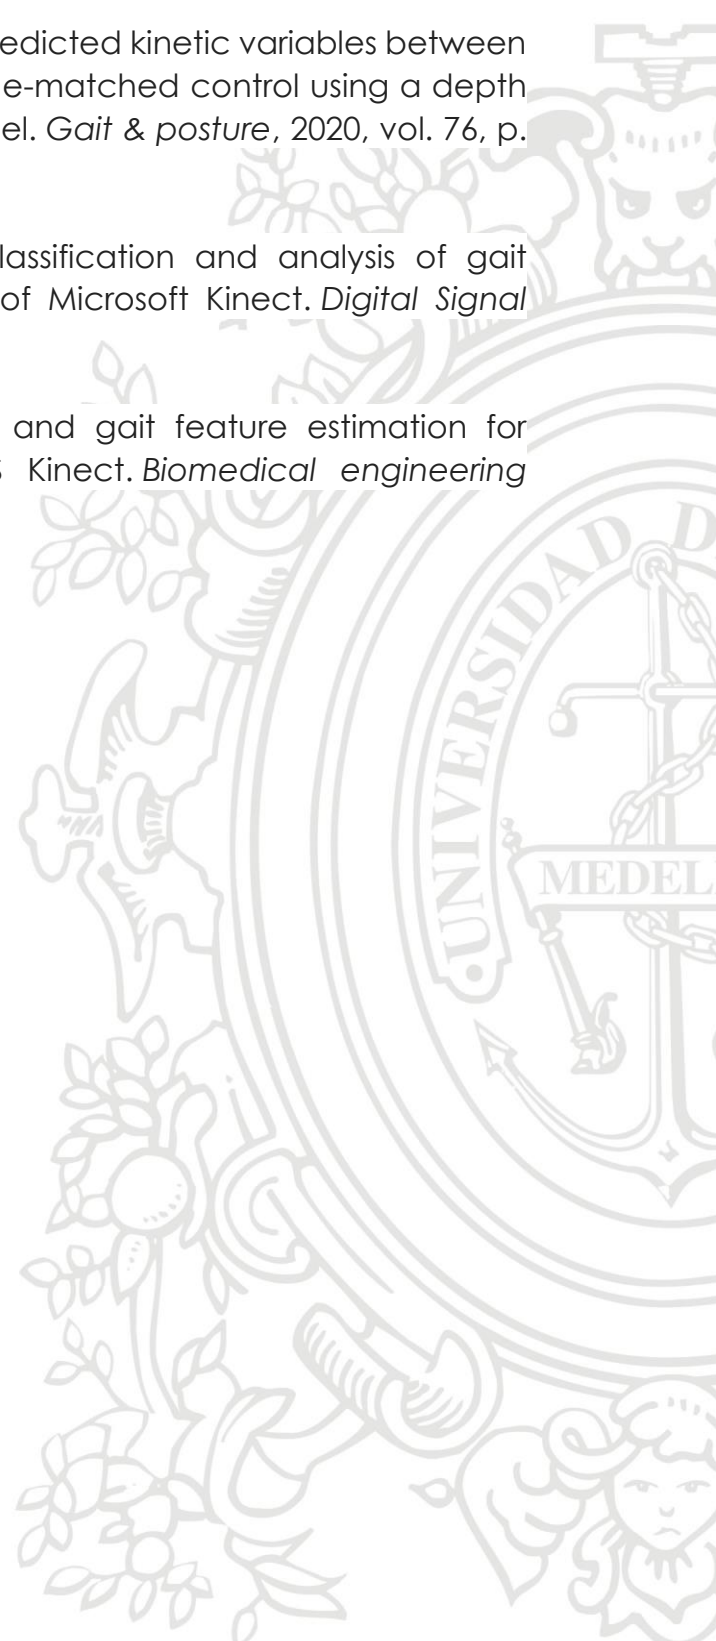 edicted kinetic variables between
e-matched control using a depth
el. Gait & posture, 2020, vol. 76, p.
lassification and analysis of gait
of Microsoft Kinect. Digital Signal
and gait feature estimation for
Kinect. Biomedical engineering
UNIVERSIDAD D
MEDEL